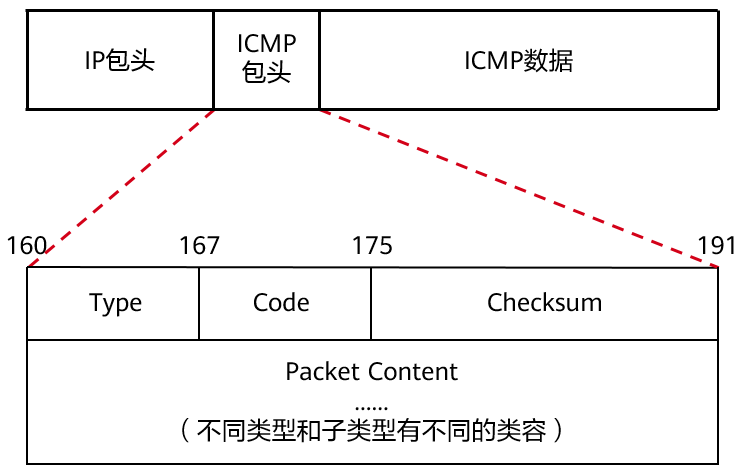 IP包头
ICMP
包头
ICMP数据
160
167
175
191
Type
Code
Checksum
Packet Content
......
（不同类型和子类型有不同的类容）